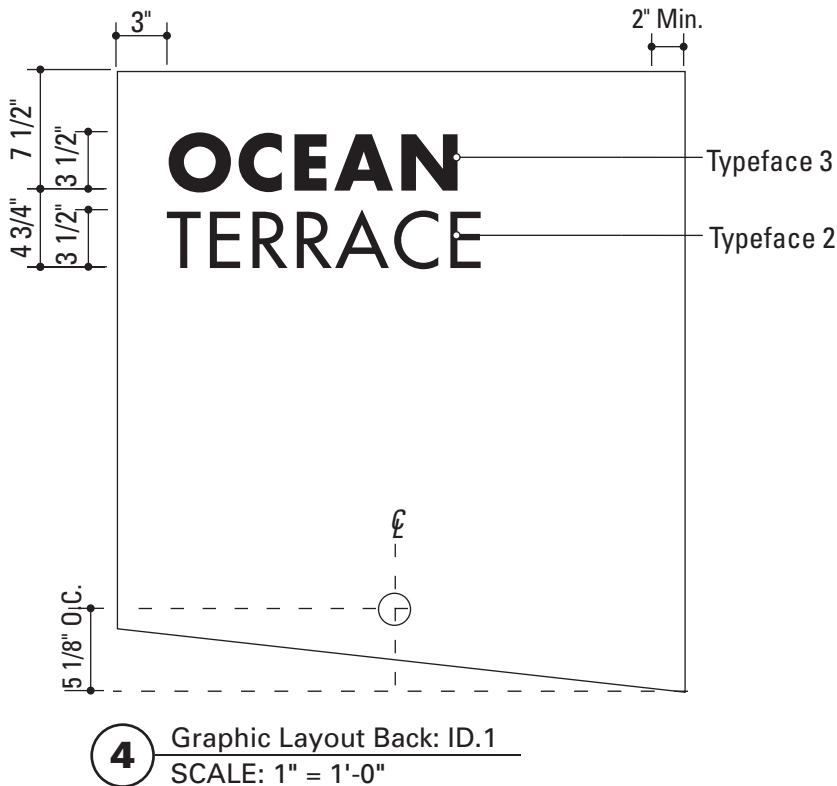 3"
2" Min.
7 1/2"
3 1/2"
OCEAN
Typeface 3
4 3/4"
3 1/2"
TERRACE
Typeface 2
℄
5 1/8" O.C.
4
Graphic Layout Back: ID.1
SCALE: 1" = 1'-0"